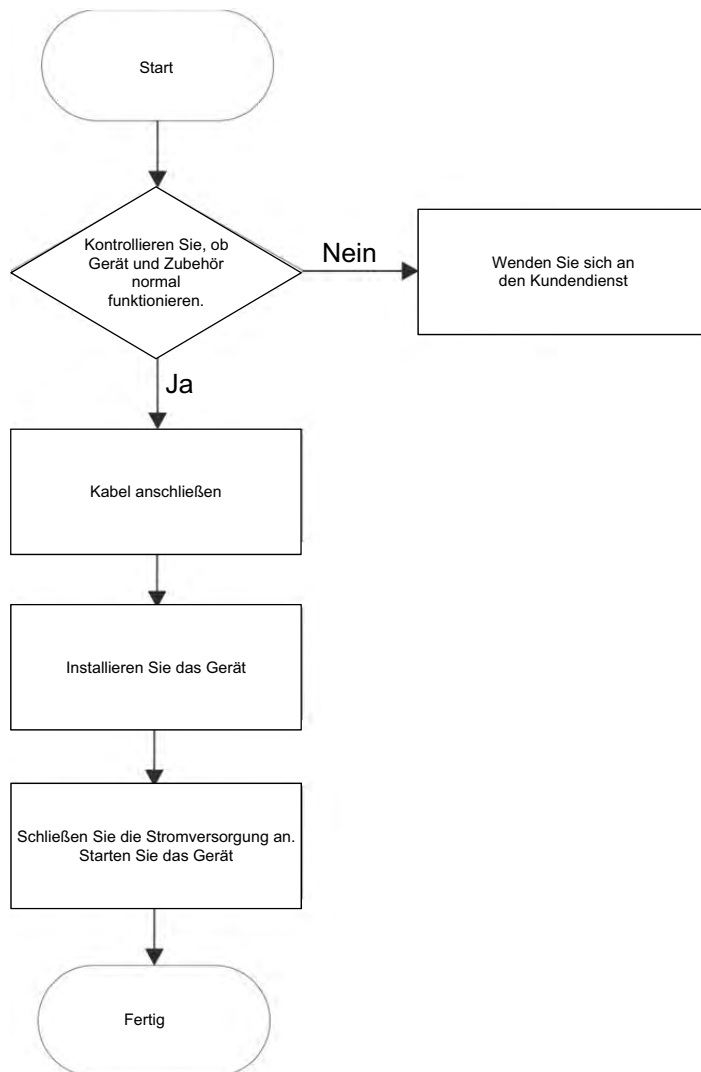 Start
Kontrollieren Sie, ob
Gerät und Zubehör
normal
funktionieren.
Nein
Wenden Sie sich an
den Kundendienst
Ja
Kabel anschließen
Installieren Sie das Gerät
Schließen Sie die Stromversorgung an.
Starten Sie das Gerät
Fertig